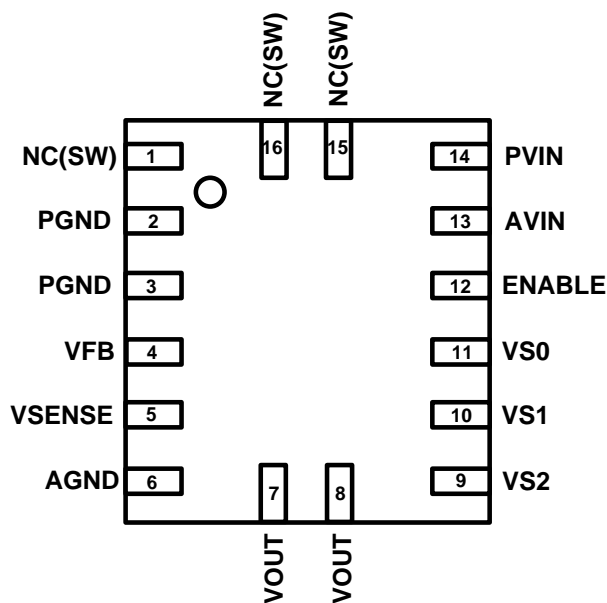 NC(SW)
NC(SW)
NC(SW) 1 16 15 14 PVIN
PGND 2 13 AVIN
PGND 3 12 ENABLE
VFB 4 11 VS0
VSENSE 5 10 VS1
AGND 6 7 8 9 VS2
VOUT
VOUT